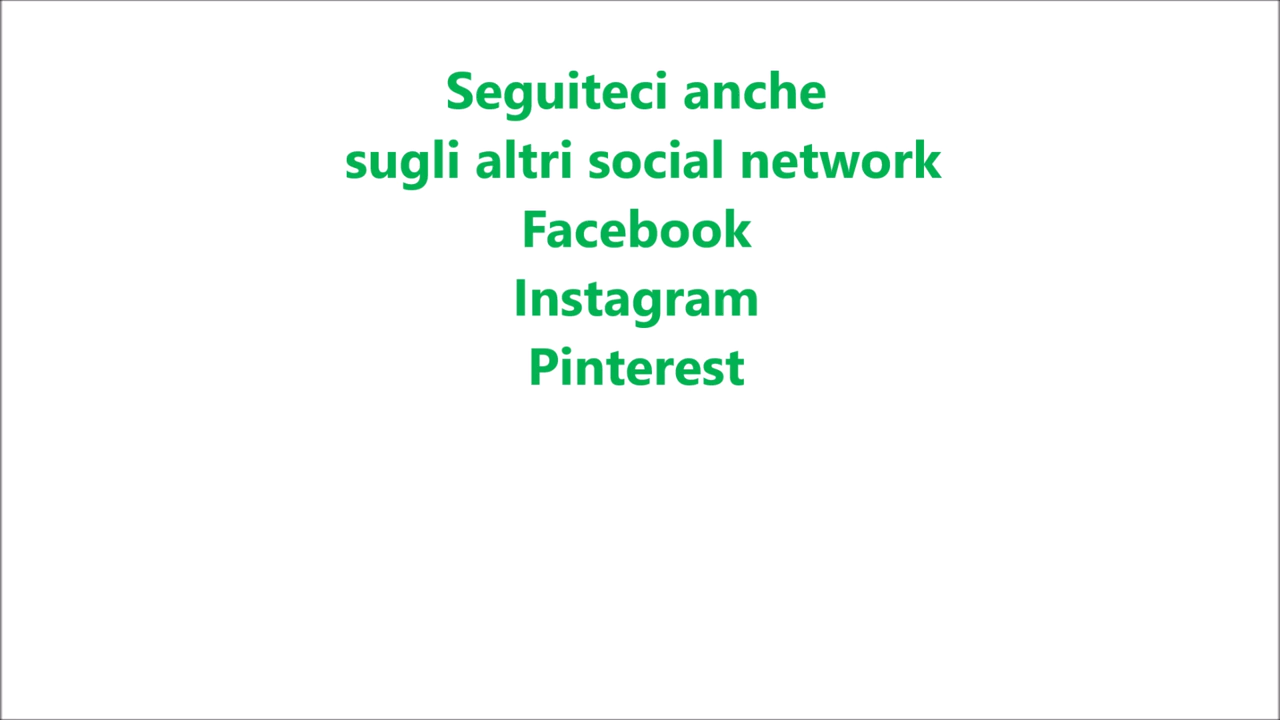 Seguiteci anche
sugli altri social network
Facebook
Instagram
Pinterest